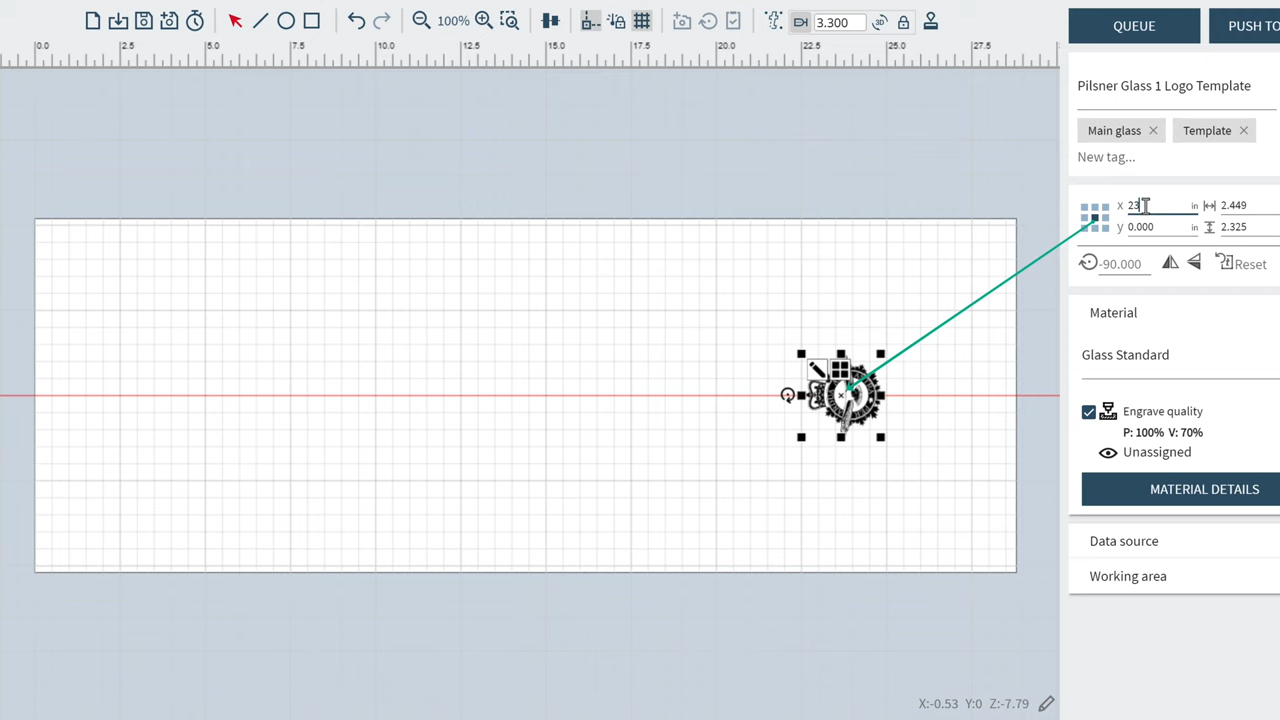 100%
3.300
3D
QUEUE
PUSH TO
0.0 2.5 5.0 7.5 10.0 12.5 15.0 17.5 20.0 22.5 25.0 27.5
Pilsner Glass 1 Logo Template
Main glass
Template
New tag...
X 23 in 2.449
y 0.000 in 2.325
-90.000 Reset
Material
Glass Standard
Engrave quality
P: 100% V: 70%
Unassigned
MATERIAL DETAILS
Data source
Working area
X:-0.53 Y:0 Z:-7.79